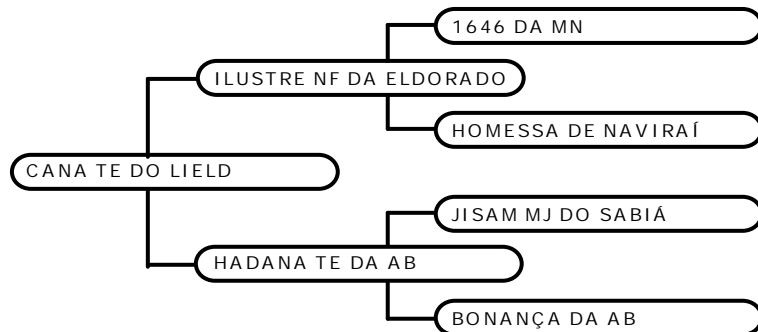 1646 DA MN
ILUSTRE NF DA ELDORADO
HOMESSA DE NAVIRAÍ
CANA TE DO LIELD
JISAM MJ DO SABIÁ
HADANA TE DA AB
BONANÇA DA AB